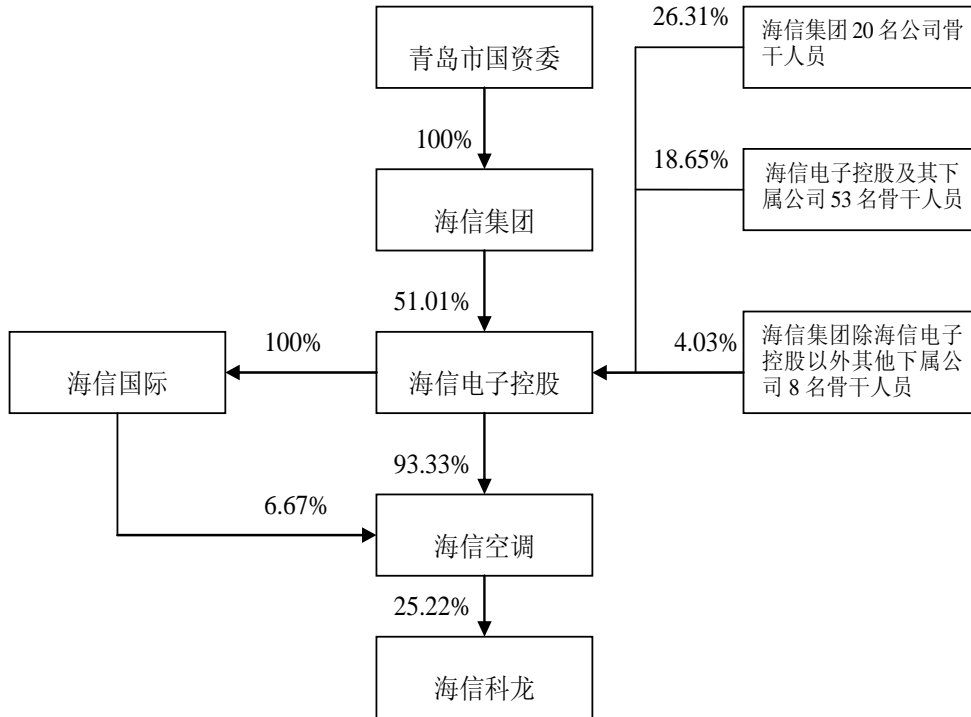 26.31%
海信集团 20 名公司骨
干人员
青岛市国资委
100%
18.65%
海信电子控股及其下
属公司 53 名骨干人员
海信集团
51.01%
100%
4.03%
海信集团除海信电子
控股以外其他下属公
司 8 名骨干人员
海信国际
海信电子控股
93.33%
6.67%
海信空调
25.22%
海信科龙